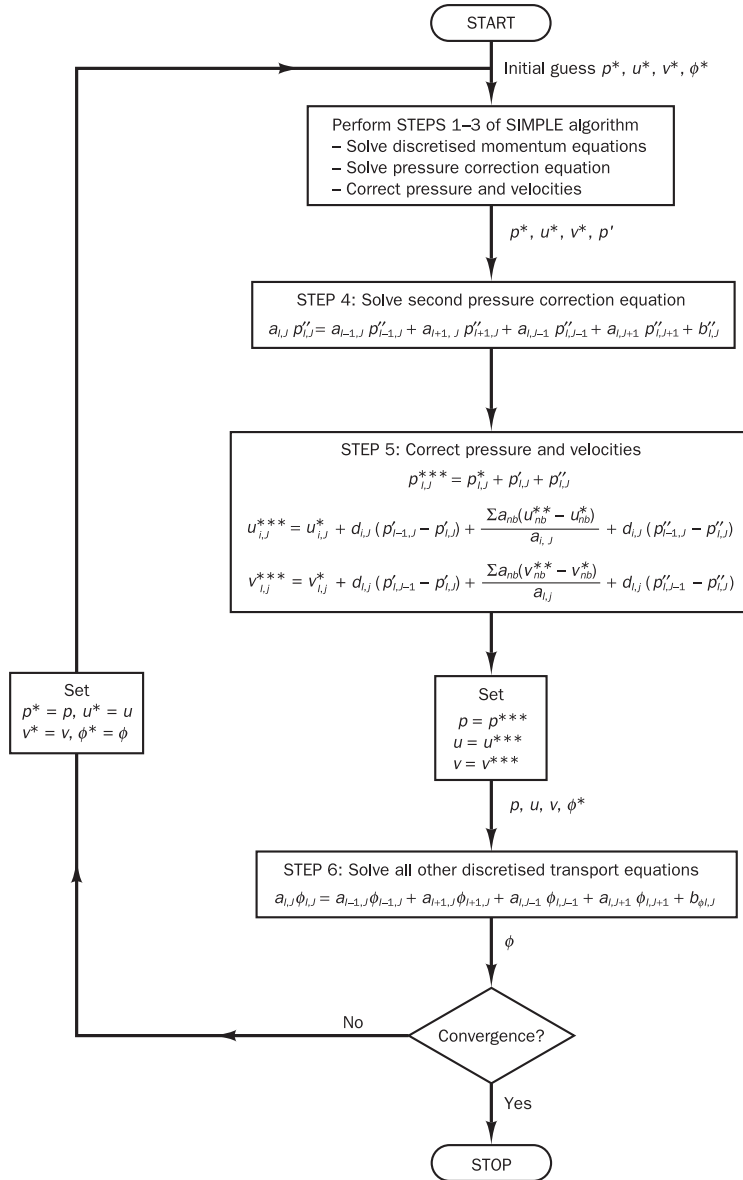 START
Initial guess p*, u*, v*, ϕ*
Perform STEPS 1–3 of SIMPLE algorithm
– Solve discretised momentum equations
– Solve pressure correction equation
– Correct pressure and velocities
p*, u*, v*, p′
STEP 4: Solve second pressure correction equation
a_{I,J} p″_{I,J} = a_{I–1,J} p″_{I–1,J} + a_{I+1,J} p″_{I+1,J} + a_{I,J–1} p″_{I,J–1} + a_{I,J+1} p″_{I,J+1} + b″_{I,J}
STEP 5: Correct pressure and velocities
p***_{I,J} = p*_{I,J} + p′_{I,J} + p″_{I,J}
u***_{i,J} = u*_{i,J} + d_{i,J} (p′_{I–1,J} – p′_{I,J}) + Σa_{nb}(u**_{nb} – u*_{nb}) / a_{i,J} + d_{i,J} (p″_{I–1,J} – p″_{I,J})
v***_{I,j} = v*_{I,j} + d_{I,j} (p′_{I,J–1} – p′_{I,J}) + Σa_{nb}(v**_{nb} – v*_{nb}) / a_{I,j} + d_{I,j} (p″_{I,J–1} – p″_{I,J})
Set
p = p***
u = u***
v = v***
Set
p* = p, u* = u
v* = v, ϕ* = ϕ
p, u, v, ϕ*
STEP 6: Solve all other discretised transport equations
a_{I,J} ϕ_{I,J} = a_{I–1,J} ϕ_{I–1,J} + a_{I+1,J} ϕ_{I+1,J} + a_{I,J–1} ϕ_{I,J–1} + a_{I,J+1} ϕ_{I,J+1} + b_{ϕI,J}
ϕ
No
Convergence?
Yes
STOP